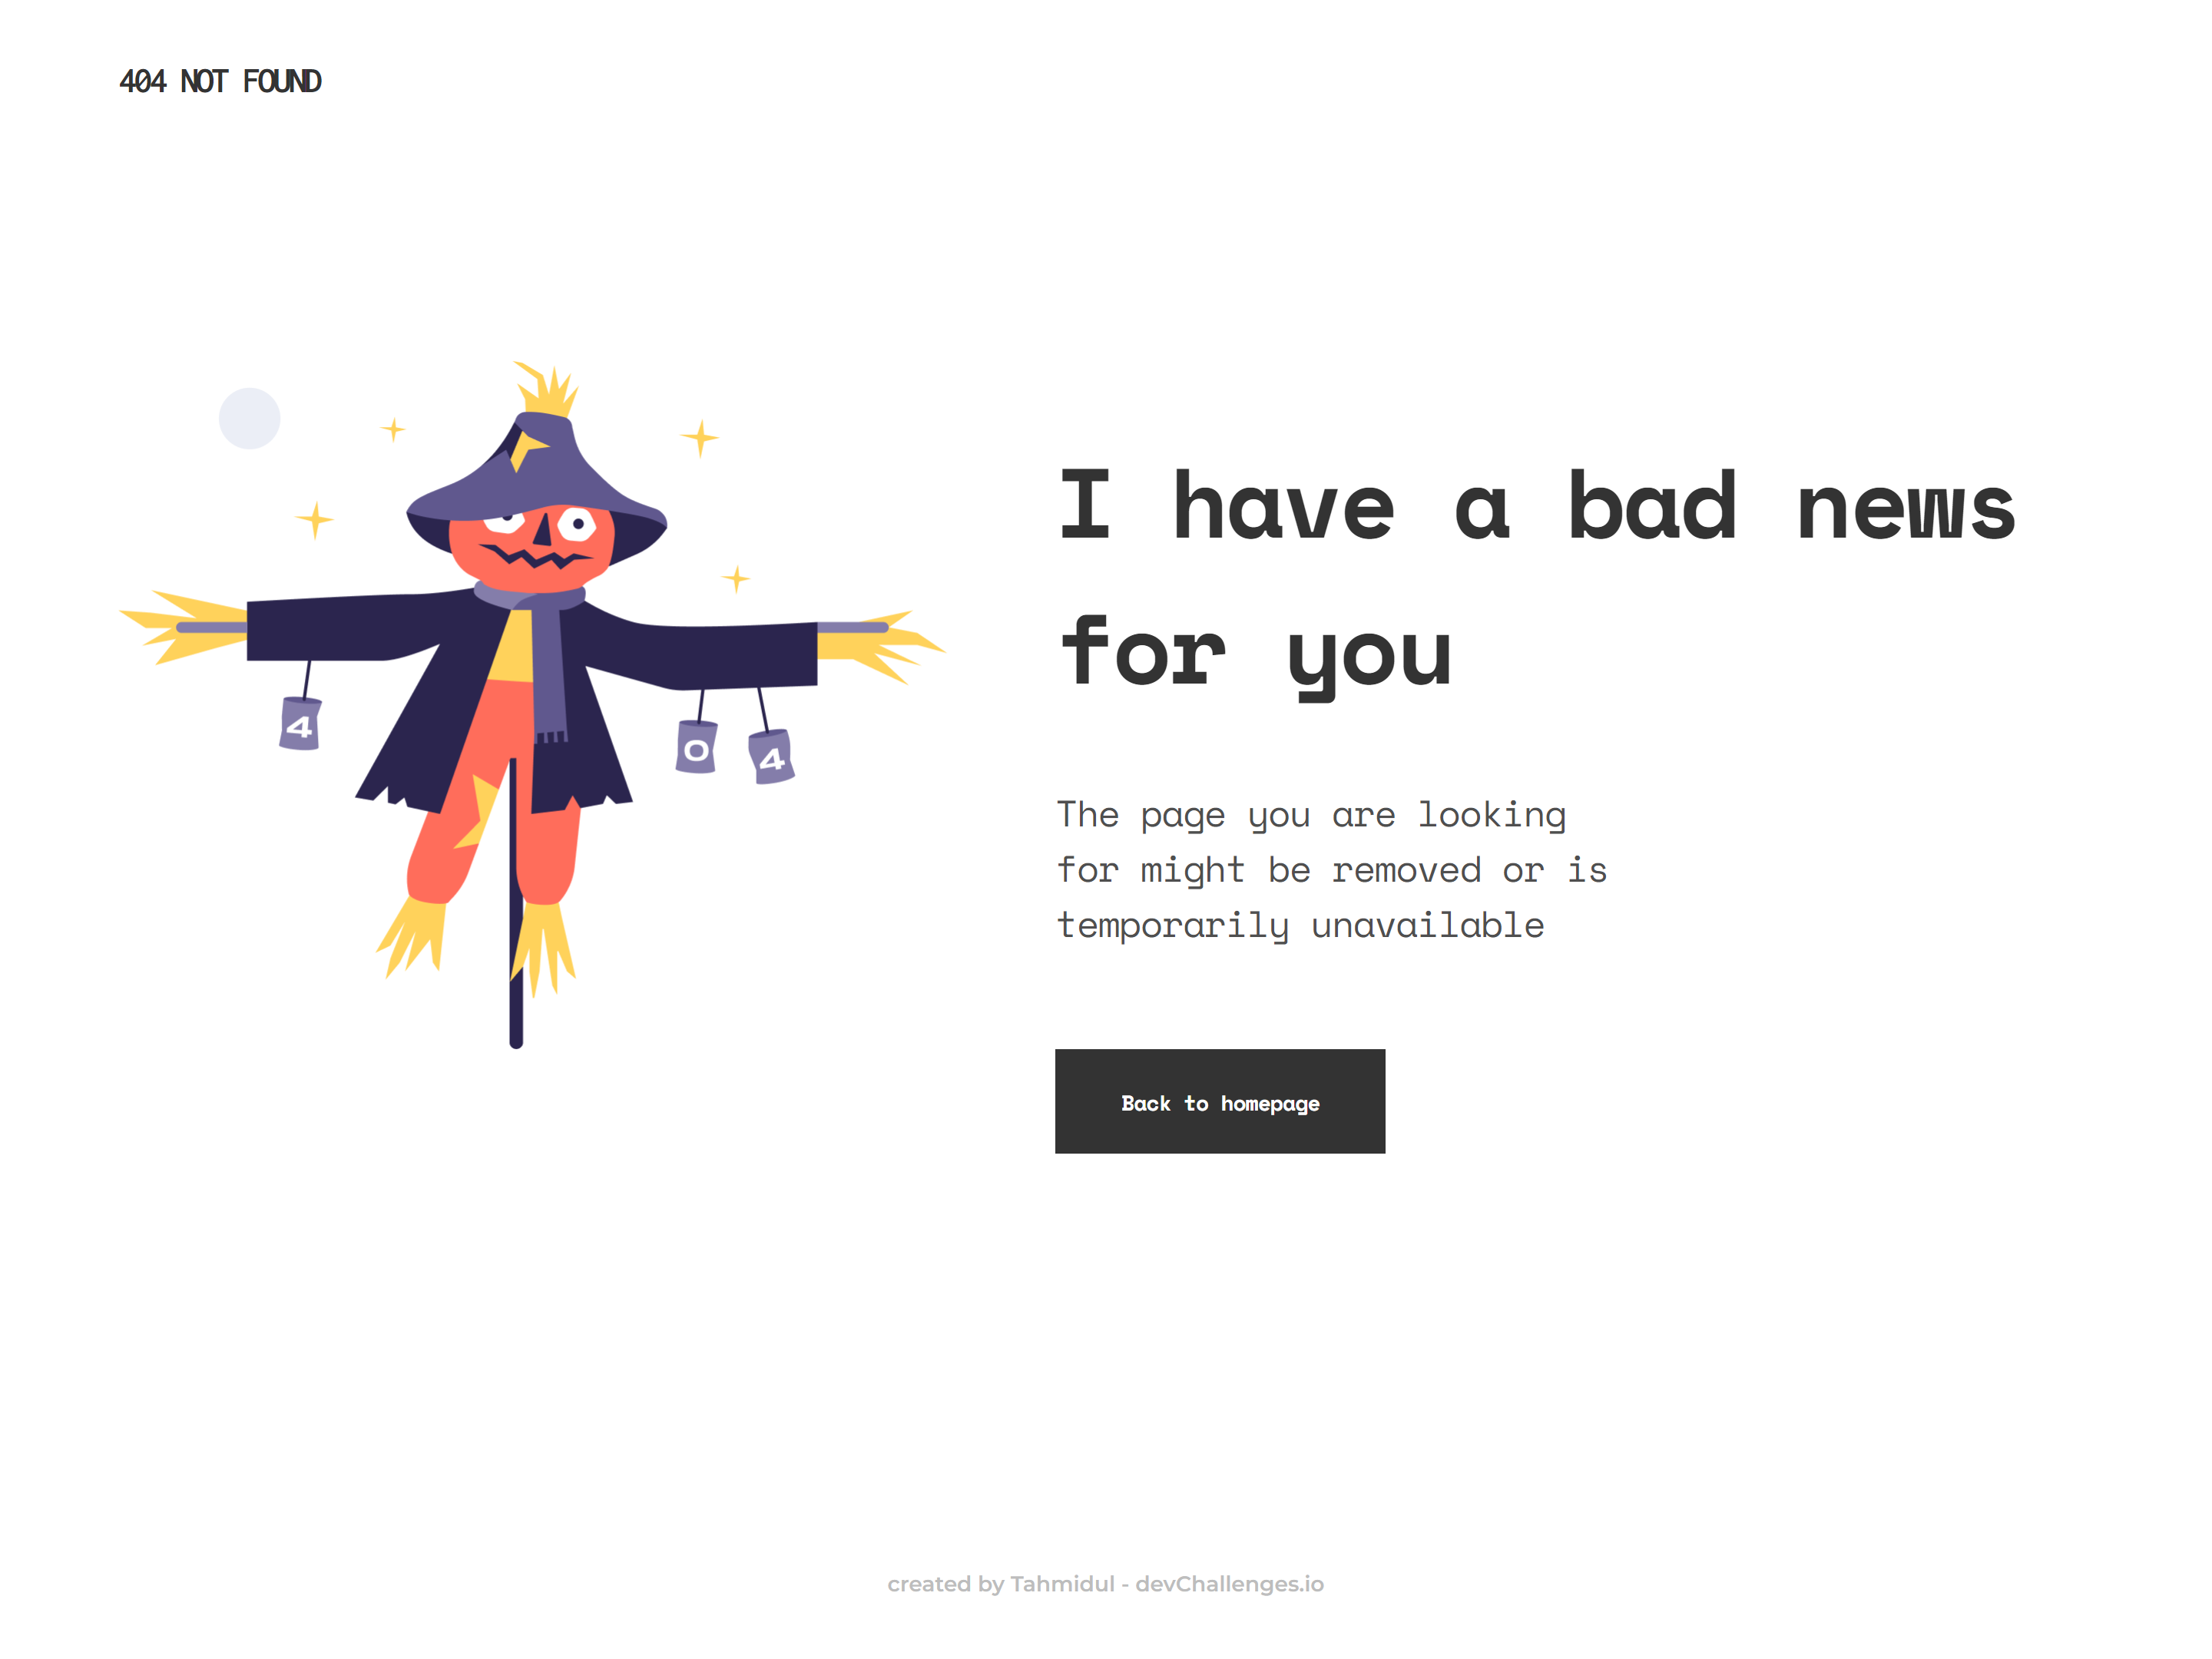 404 NOT FOUND
I have a bad news
for you
4
0
4
The page you are looking
for might be removed or is
temporarily unavailable
Back to homepage
created by Tahmidul - devChallenges.io